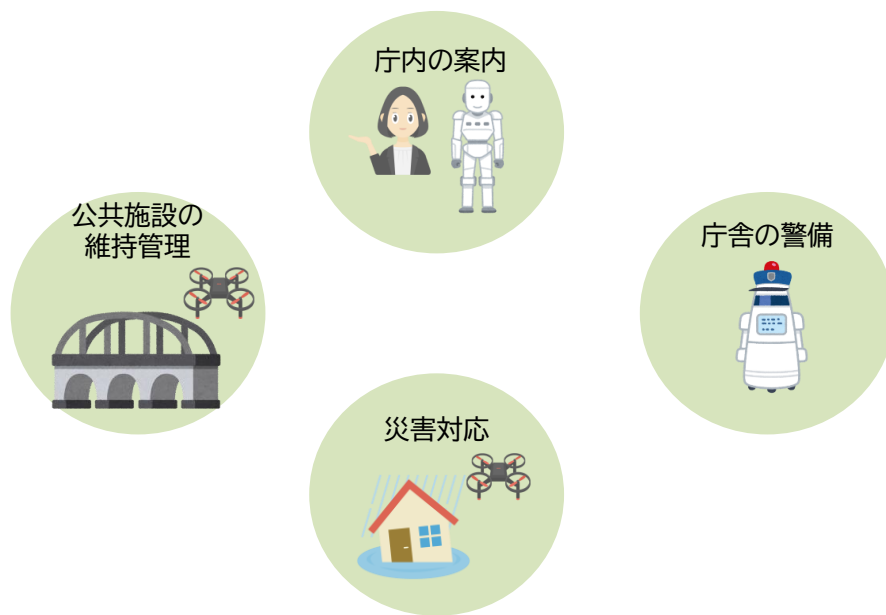 庁内の案内
公共施設の
維持管理
庁舎の警備
災害対応